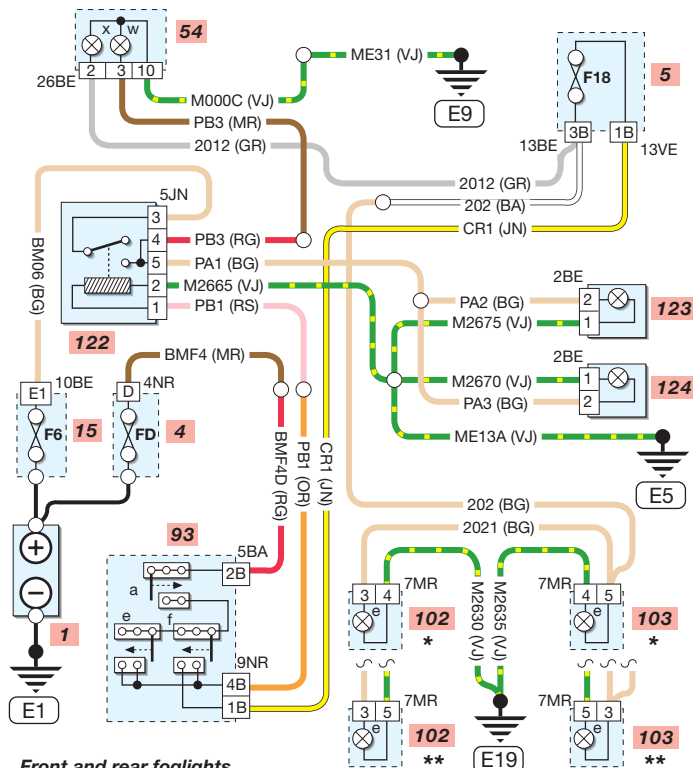 54
x w
2 3 10
26BE
ME31 (VJ)
E9
M000C (VJ)
PB3 (MR)
2012 (GR)
F18
5
3B 1B
13BE 13VE
2012 (GR)
202 (BA)
CR1 (JN)
5JN
3
4 PB3 (RG)
5 PA1 (BG)
2 M2665 (VJ)
1 PB1 (RS)
122
BM06 (BG)
2BE
PA2 (BG) 2
M2675 (VJ) 1
123
2BE
M2670 (VJ) 1
PA3 (BG) 2
124
ME13A (VJ)
E5
BMF4 (MR)
E1 10BE
F6 15
D 4NR
FD 4
BMF4D (RG)
PB1 (OR)
CR1 (JN)
+
−
1
E1
93
5BA
2B
a
e f
9NR
4B
1B
202 (BG)
2021 (BG)
7MR
3 4
e
102
*
M2630 (VJ)
M2635 (VJ)
7MR
4 5
e
103
*
7MR
3 5
e
102
**
E19
7MR
5 3
e
103
**
Front and rear foglights